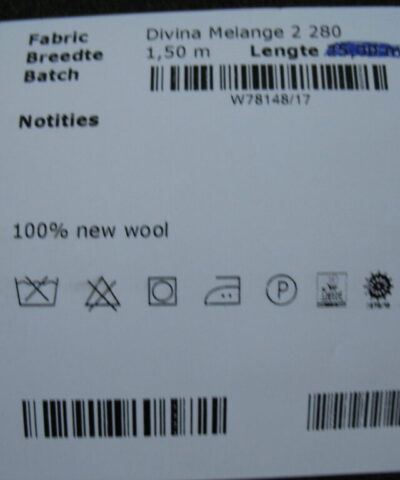 Fabric Divina Melange 2 280
Breedte 1,50 m Lengte
Batch
W78148/17
Notities
100% new wool
P